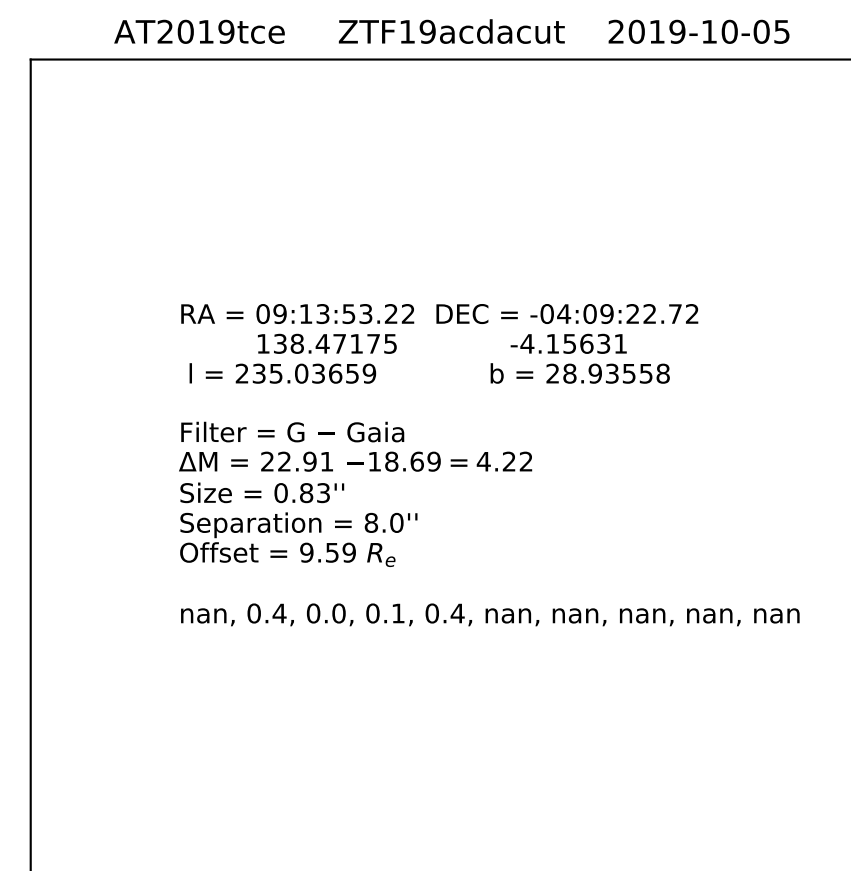 AT2019tce ZTF19acdacut 2019-10-05
RA = 09:13:53.22 DEC = -04:09:22.72
138.47175 -4.15631
l = 235.03659 b = 28.93558
Filter = G − Gaia
ΔM = 22.91 −18.69 = 4.22
Size = 0.83''
Separation = 8.0''
Offset = 9.59 Re
nan, 0.4, 0.0, 0.1, 0.4, nan, nan, nan, nan, nan